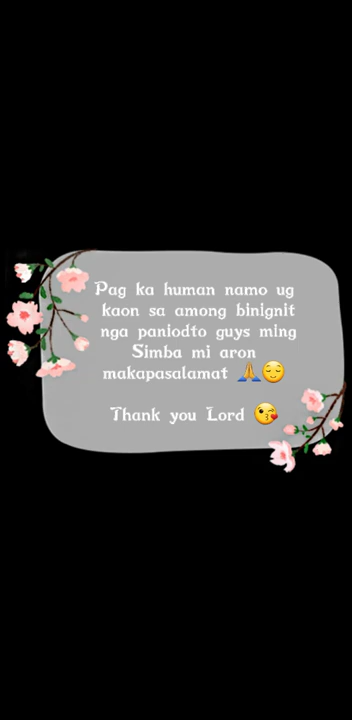 Pag ka human namo ug
kaon sa among binignit
nga paniodto guys ming
Simba mi aron
makapasalamat 🙏😌
Thank you Lord 😘